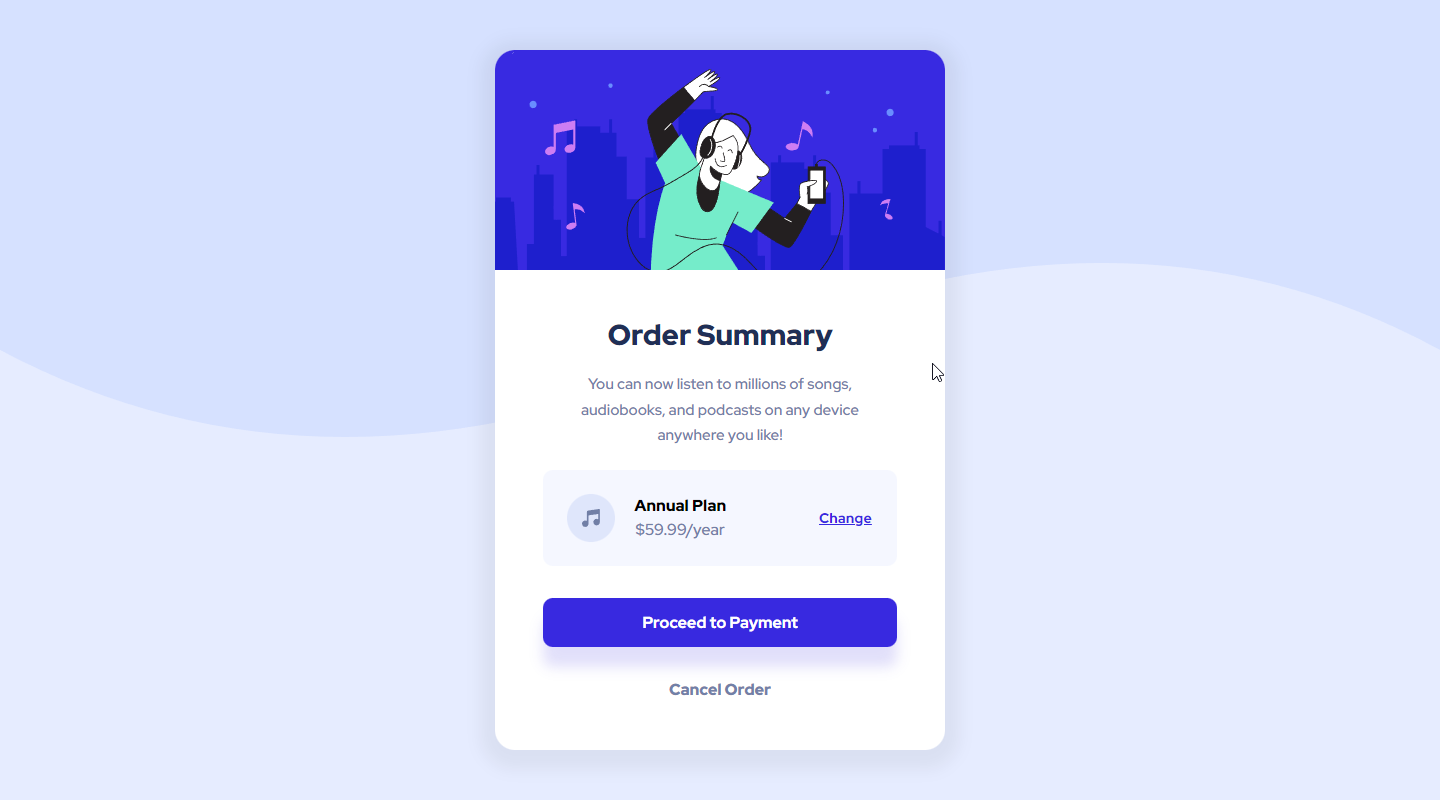 Order Summary
You can now listen to millions of songs,
audiobooks, and podcasts on any device
anywhere you like!
Annual Plan
$59.99/year
Change
Proceed to Payment
Cancel Order